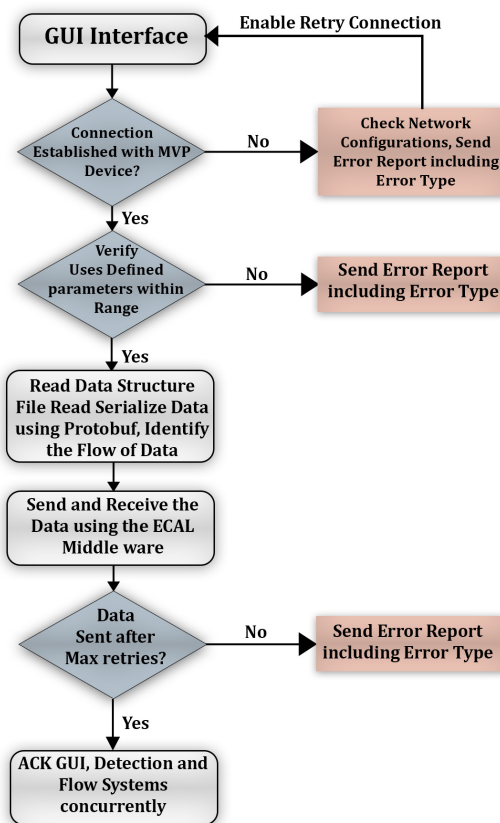 Enable Retry Connection
GUI Interface
Connection
Established with MVP
Device?
No
Check Network
Configurations, Send
Error Report including
Error Type
Yes
Verify
Uses Defined
parameters within
Range
No
Send Error Report
including Error Type
Yes
Read Data Structure
File Read Serialize Data
using Protobuf, Identify
the Flow of Data
Send and Receive the
Data using the ECAL
Middle ware
Data
Sent after
Max retries?
No
Send Error Report
including Error Type
Yes
ACK GUI, Detection and
Flow Systems
concurrently